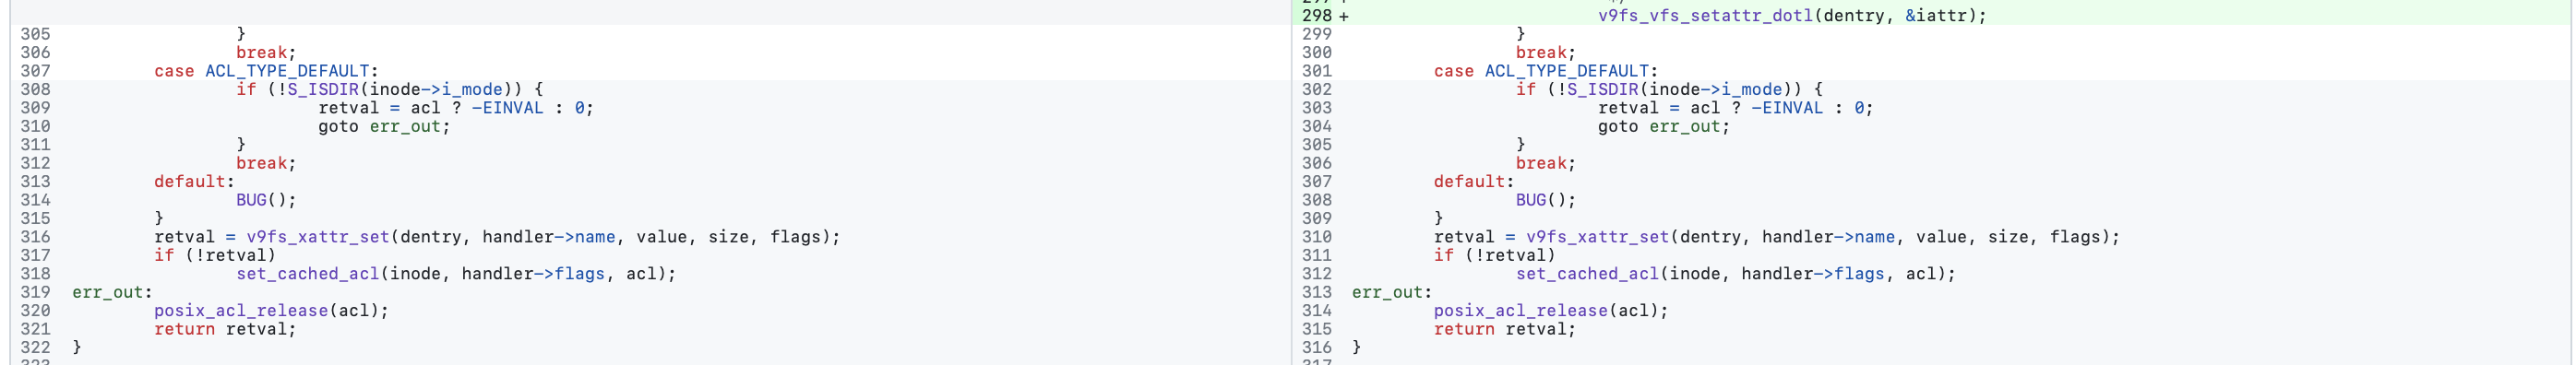 298 +                         v9fs_vfs_setattr_dotl(dentry, &iattr);
305                 }
306                 break;
307         case ACL_TYPE_DEFAULT:
308                 if (!S_ISDIR(inode->i_mode)) {
309                         retval = acl ? -EINVAL : 0;
310                         goto err_out;
311                 }
312                 break;
313         default:
314                 BUG();
315         }
316         retval = v9fs_xattr_set(dentry, handler->name, value, size, flags);
317         if (!retval)
318                 set_cached_acl(inode, handler->flags, acl);
319 err_out:
320         posix_acl_release(acl);
321         return retval;
322 }
299                 }
300                 break;
301         case ACL_TYPE_DEFAULT:
302                 if (!S_ISDIR(inode->i_mode)) {
303                         retval = acl ? -EINVAL : 0;
304                         goto err_out;
305                 }
306                 break;
307         default:
308                 BUG();
309         }
310         retval = v9fs_xattr_set(dentry, handler->name, value, size, flags);
311         if (!retval)
312                 set_cached_acl(inode, handler->flags, acl);
313 err_out:
314         posix_acl_release(acl);
315         return retval;
316 }